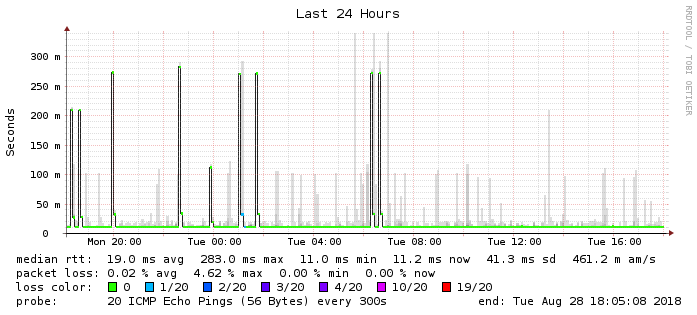 Last 24 Hours
RRDTOOL / TOBI OETIKER
Seconds
300 m
250 m
200 m
150 m
100 m
50 m
0
Mon 20:00 Tue 00:00 Tue 04:00 Tue 08:00 Tue 12:00 Tue 16:00
median rtt: 19.0 ms avg 283.0 ms max 11.0 ms min 11.2 ms now 41.3 ms sd 461.2 m am/s
packet loss: 0.02 % avg 4.62 % max 0.00 % min 0.00 % now
loss color: 0 1/20 2/20 3/20 4/20 10/20 19/20
probe: 20 ICMP Echo Pings (56 Bytes) every 300s end: Tue Aug 28 18:05:08 2018